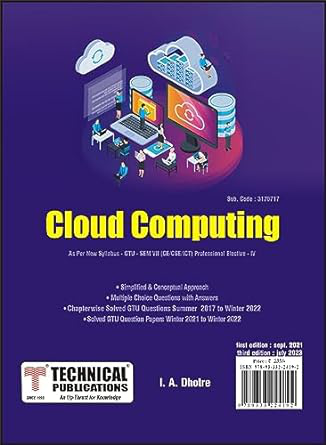 Sub. Code : 3170717
Cloud Computing
As Per New Syllabus - GTU - SEM VII (CE/CSE/ICT) Professional Elective - IV
• Simplified & Conceptual Approach
• Multiple Choice Questions with Answers
• Chapterwise Solved GTU Questions Summer 2017 to Winter 2022
• Solved GTU Question Papers Winter 2021 to Winter 2022
first edition : sept. 2021
third edition : july 2023
TECHNICAL
PUBLICATIONS
SINCE 1993
An Up-Thrust for Knowledge
I. A. Dhotre